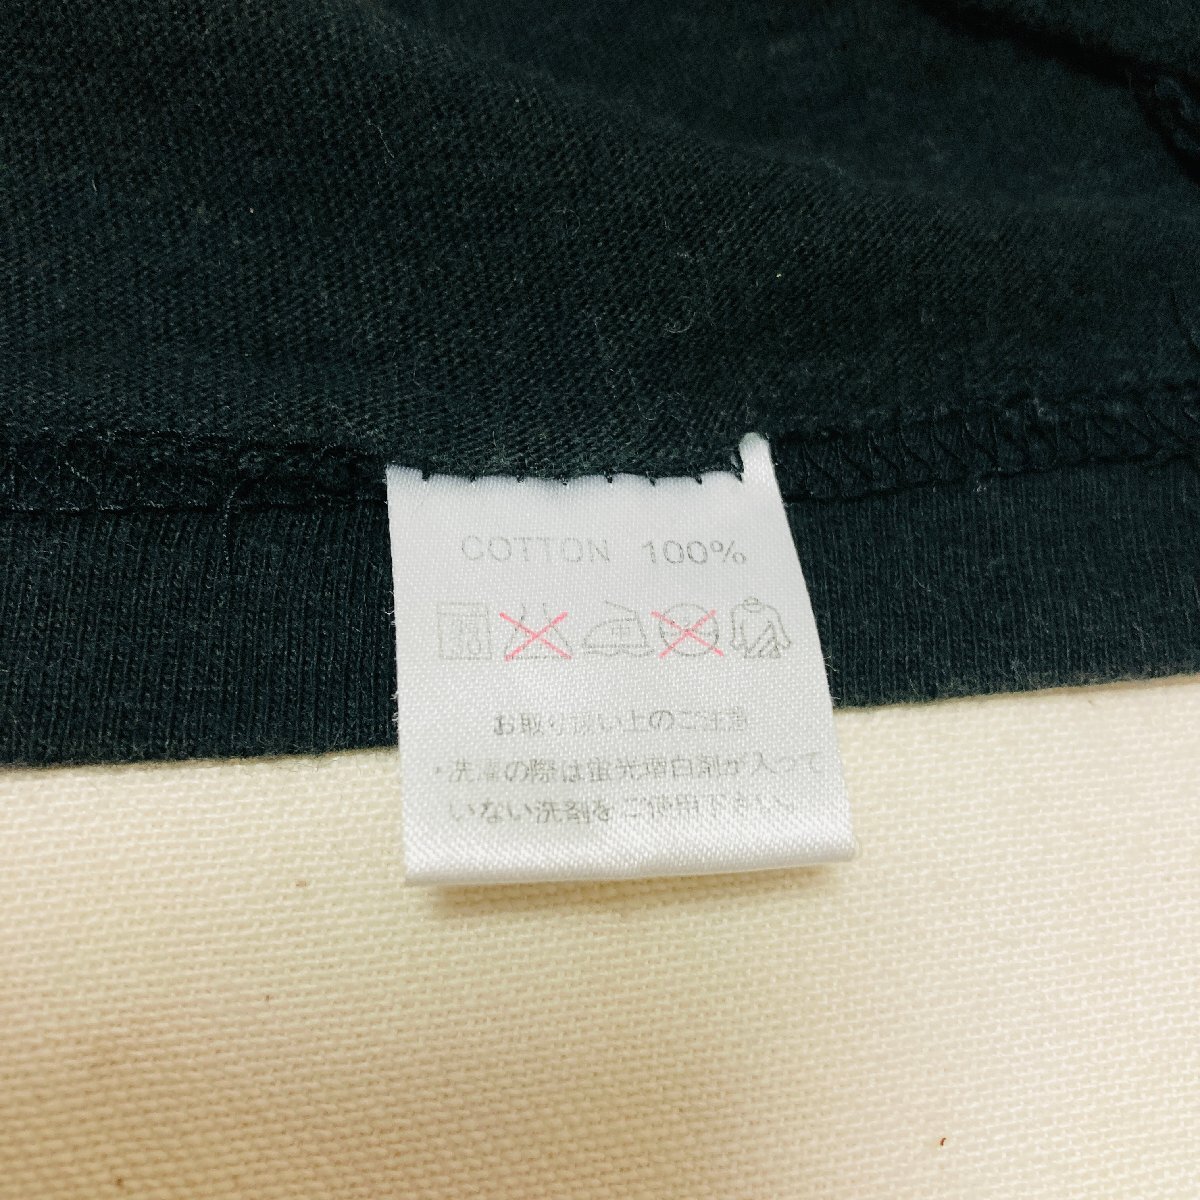 COTTON 100%
お取り扱い上のご注意
・洗濯の際は蛍光増白剤が入って
いない洗剤をご使用下さい。